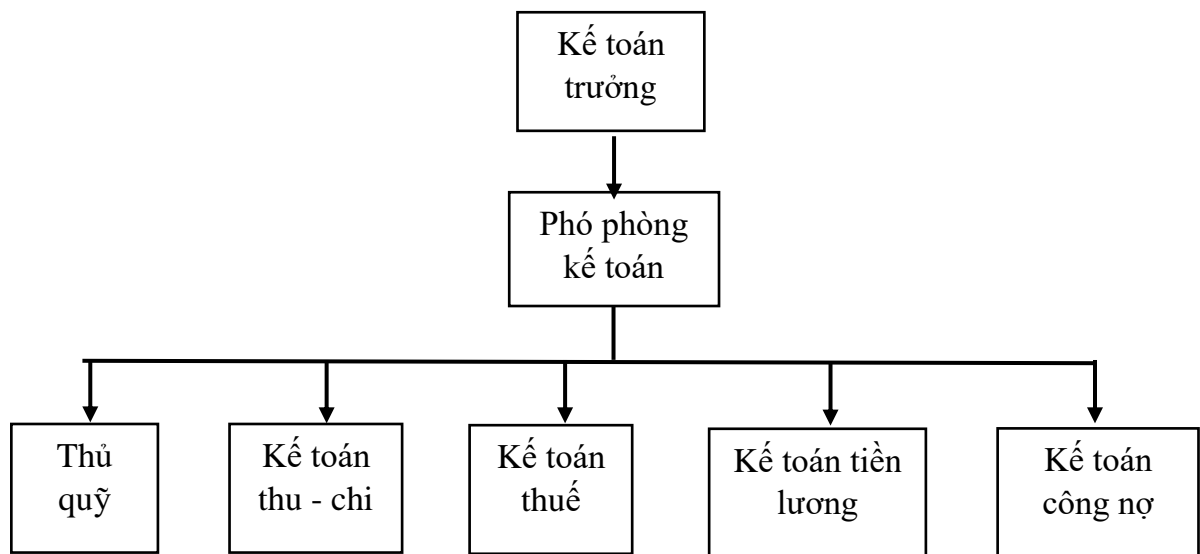 Kế toán
trưởng
Phó phòng
kế toán
Thủ
quỹ
Kế toán
thu - chi
Kế toán
thuế
Kế toán tiền
lương
Kế toán
công nợ